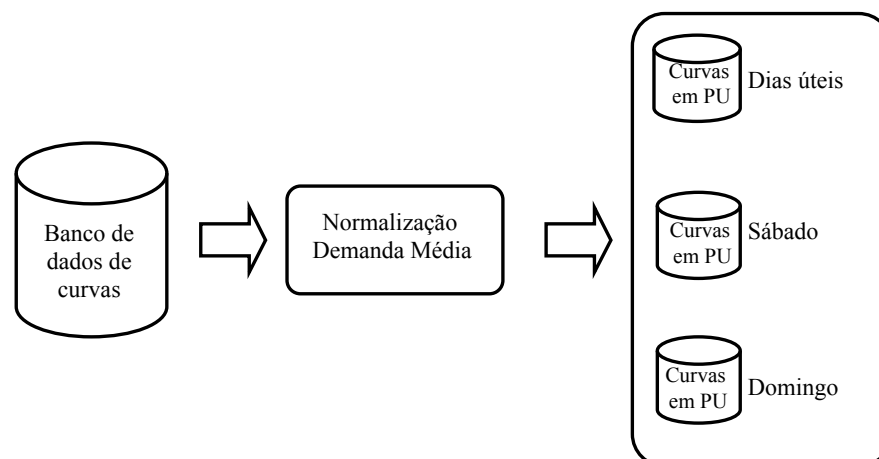 Banco de
dados de
curvas
Normalização
Demanda Média
Curvas
em PU
Dias úteis
Curvas
em PU
Sábado
Curvas
em PU
Domingo